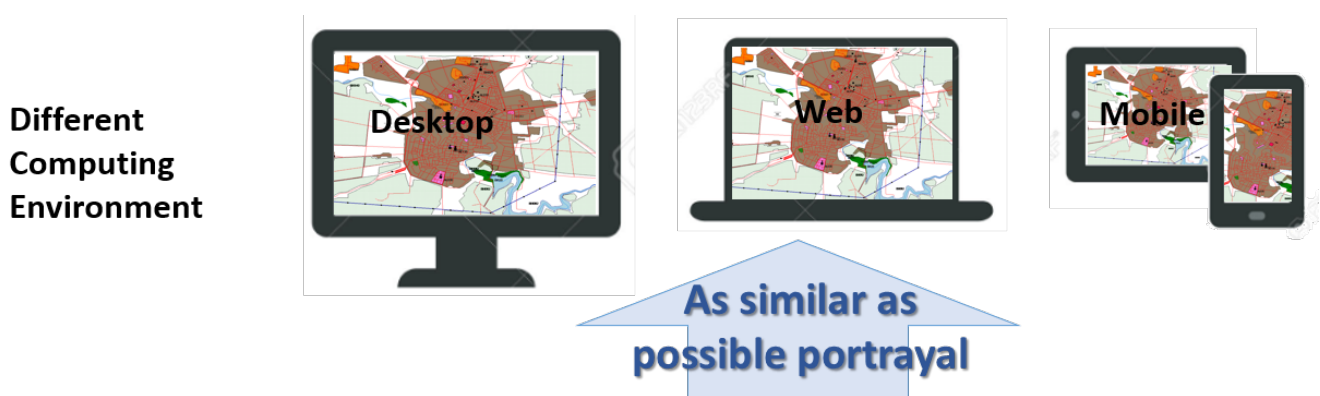 Different
Computing
Environment
Desktop
Web
Mobile
As similar as
possible portrayal